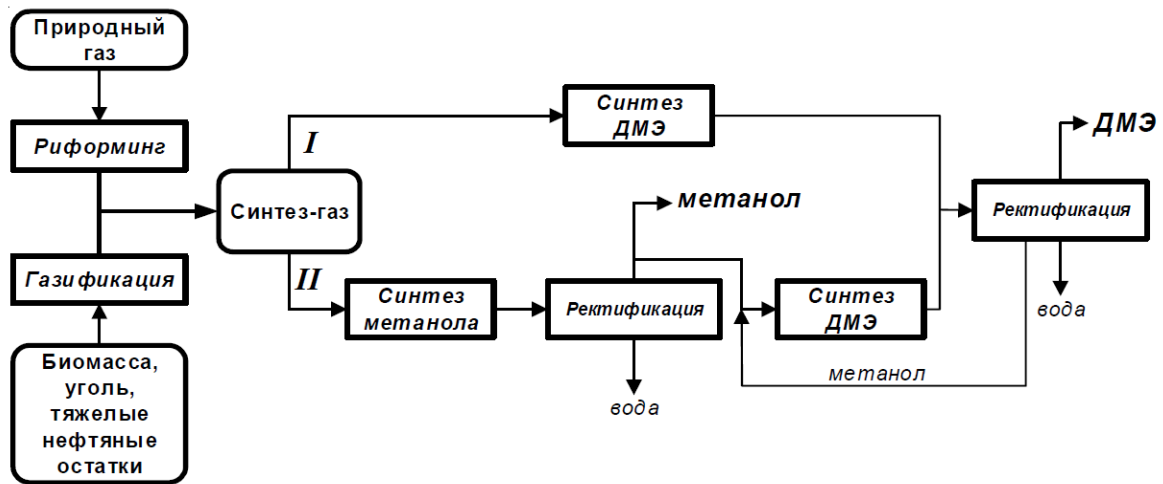 Природный
газ
Риформинг
Синтез-газ
Газификация
Биомасса,
уголь,
тяжелые
нефтяные
остатки
I
II
Синтез
ДМЭ
метанол
Синтез
метанола
Ректификация
вода
Синтез
ДМЭ
метанол
ДМЭ
Ректификация
вода